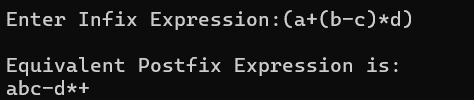 Enter Infix Expression:(a+(b-c)*d)
Equivalent Postfix Expression is:
abc-d*+